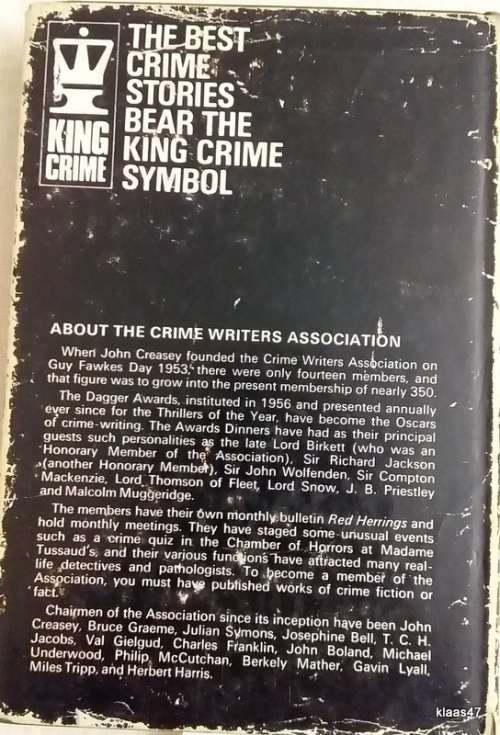 KING
CRIME
THE BEST
CRIME
STORIES
BEAR THE
KING CRIME
SYMBOL
ABOUT THE CRIME WRITERS ASSOCIATION
When John Creasey founded the Crime Writers Association on
Guy Fawkes Day 1953, there were only fourteen members, and
that figure was to grow into the present membership of nearly 350.
The Dagger Awards, instituted in 1956 and presented annually
ever since for the Thrillers of the Year, have become the Oscars
of crime-writing. The Awards Dinners have had as their principal
guests such personalities as the late Lord Birkett (who was an
Honorary Member of the Association), Sir Richard Jackson
(another Honorary Member), Sir John Wolfenden, Sir Compton
Mackenzie, Lord Thomson of Fleet, Lord Snow, J. B. Priestley
and Malcolm Muggeridge.
The members have their own monthly bulletin Red Herrings and
hold monthly meetings. They have staged some unusual events
such as a crime quiz in the Chamber of Horrors at Madame
Tussaud's, and their various functions have attracted many real-
life detectives and pathologists. To become a member of the
Association, you must have published works of crime fiction or
fact.
Chairmen of the Association since its inception have been John
Creasey, Bruce Graeme, Julian Symons, Josephine Bell, T. C. H.
Jacobs, Val Gielgud, Charles Franklin, John Boland, Michael
Underwood, Philip McCutchan, Berkely Mather, Gavin Lyall,
Miles Tripp, and Herbert Harris.
klaas47